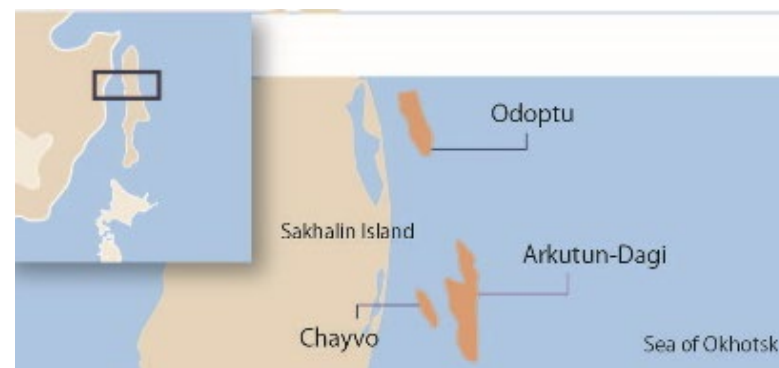 Odoptu
Sakhalin Island
Arkutun-Dagi
Chayvo
Sea of Okhotsk